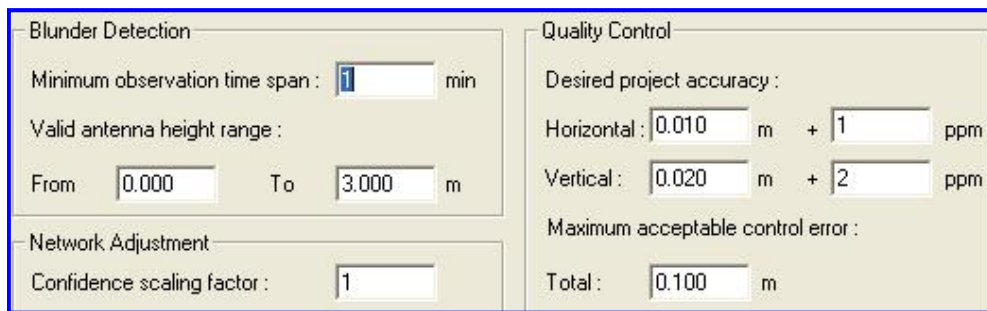 Blunder Detection
Minimum observation time span : 1 min
Valid antenna height range :
From 0.000 To 3.000 m
Network Adjustment
Confidence scaling factor : 1
Quality Control
Desired project accuracy :
Horizontal : 0.010 m + 1 ppm
Vertical : 0.020 m + 2 ppm
Maximum acceptable control error :
Total : 0.100 m